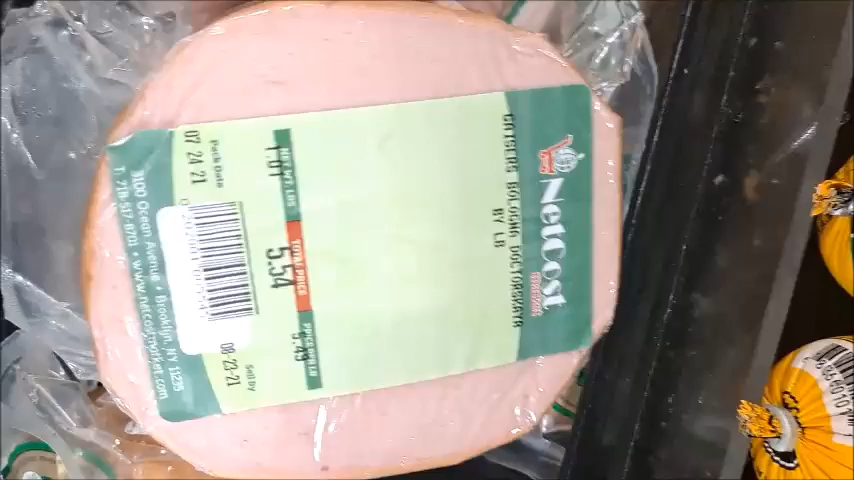 NetCost
GEYSERS BOLOGNA DOCTORSKAYA
BY LB
NET WT. LBS
1.01
TOTAL PRICE
5.54
PRICE PER LB
5.49
Pack Date
07 24 21
08 23 21
Sell By
3100 Ocean Avenue • Brooklyn, NY 11235
T. 718-517-8701 • www.netcostmarket.com